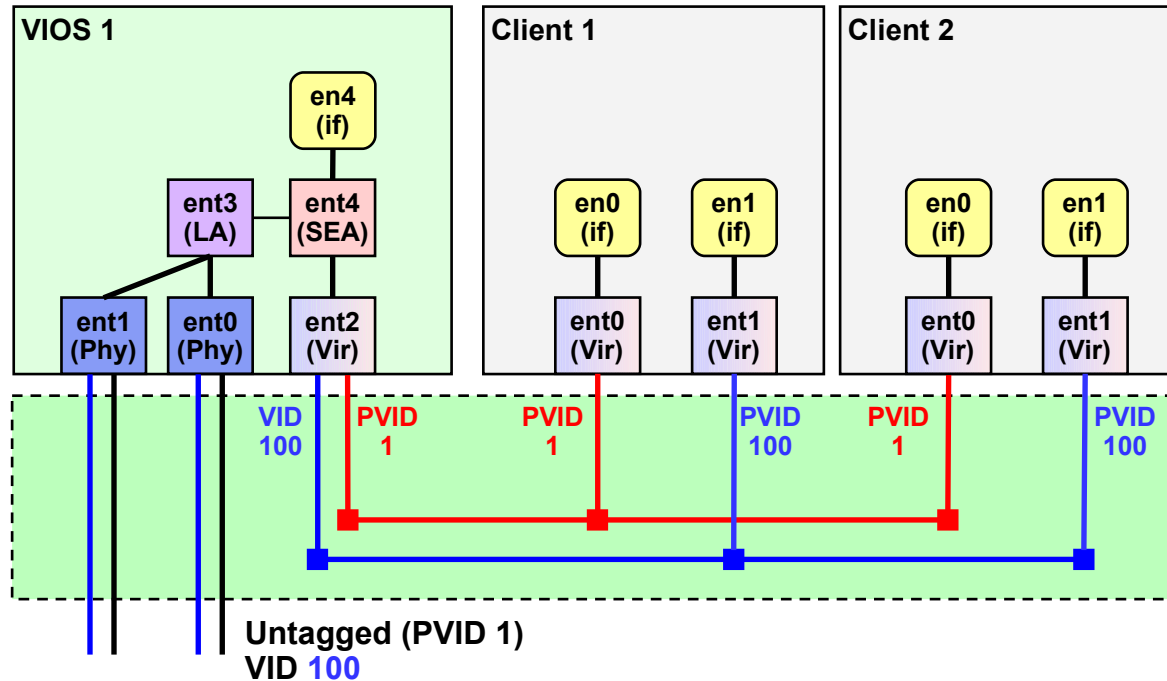 VIOS 1
Client 1
Client 2
en4
(if)
ent3
(LA)
ent4
(SEA)
en0
(if)
en1
(if)
en0
(if)
en1
(if)
ent1
(Phy)
ent0
(Phy)
ent2
(Vir)
ent0
(Vir)
ent1
(Vir)
ent0
(Vir)
ent1
(Vir)
VID
100
PVID
1
PVID
1
PVID
100
PVID
1
PVID
100
Untagged (PVID 1)
VID 100